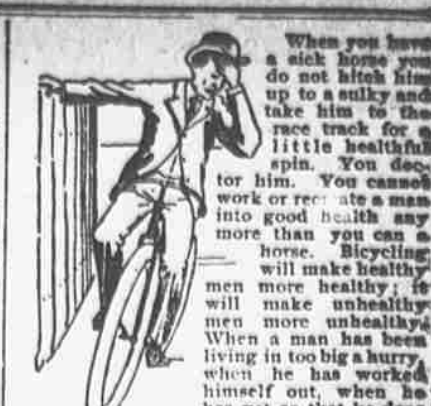 When you have
a sick horse you
do not hitch him
up to a sulky and
take him to the
race track for a
little healthful
spin. You doc-
tor him. You cannot
work or recreate a man
into good health any
more than you can a
horse. Bicycling
will make healthy
men more healthy; it
will make unhealthy
men more unhealthy.
When a man has been
living in too big a hurry,
when he has worked
himself out, when he